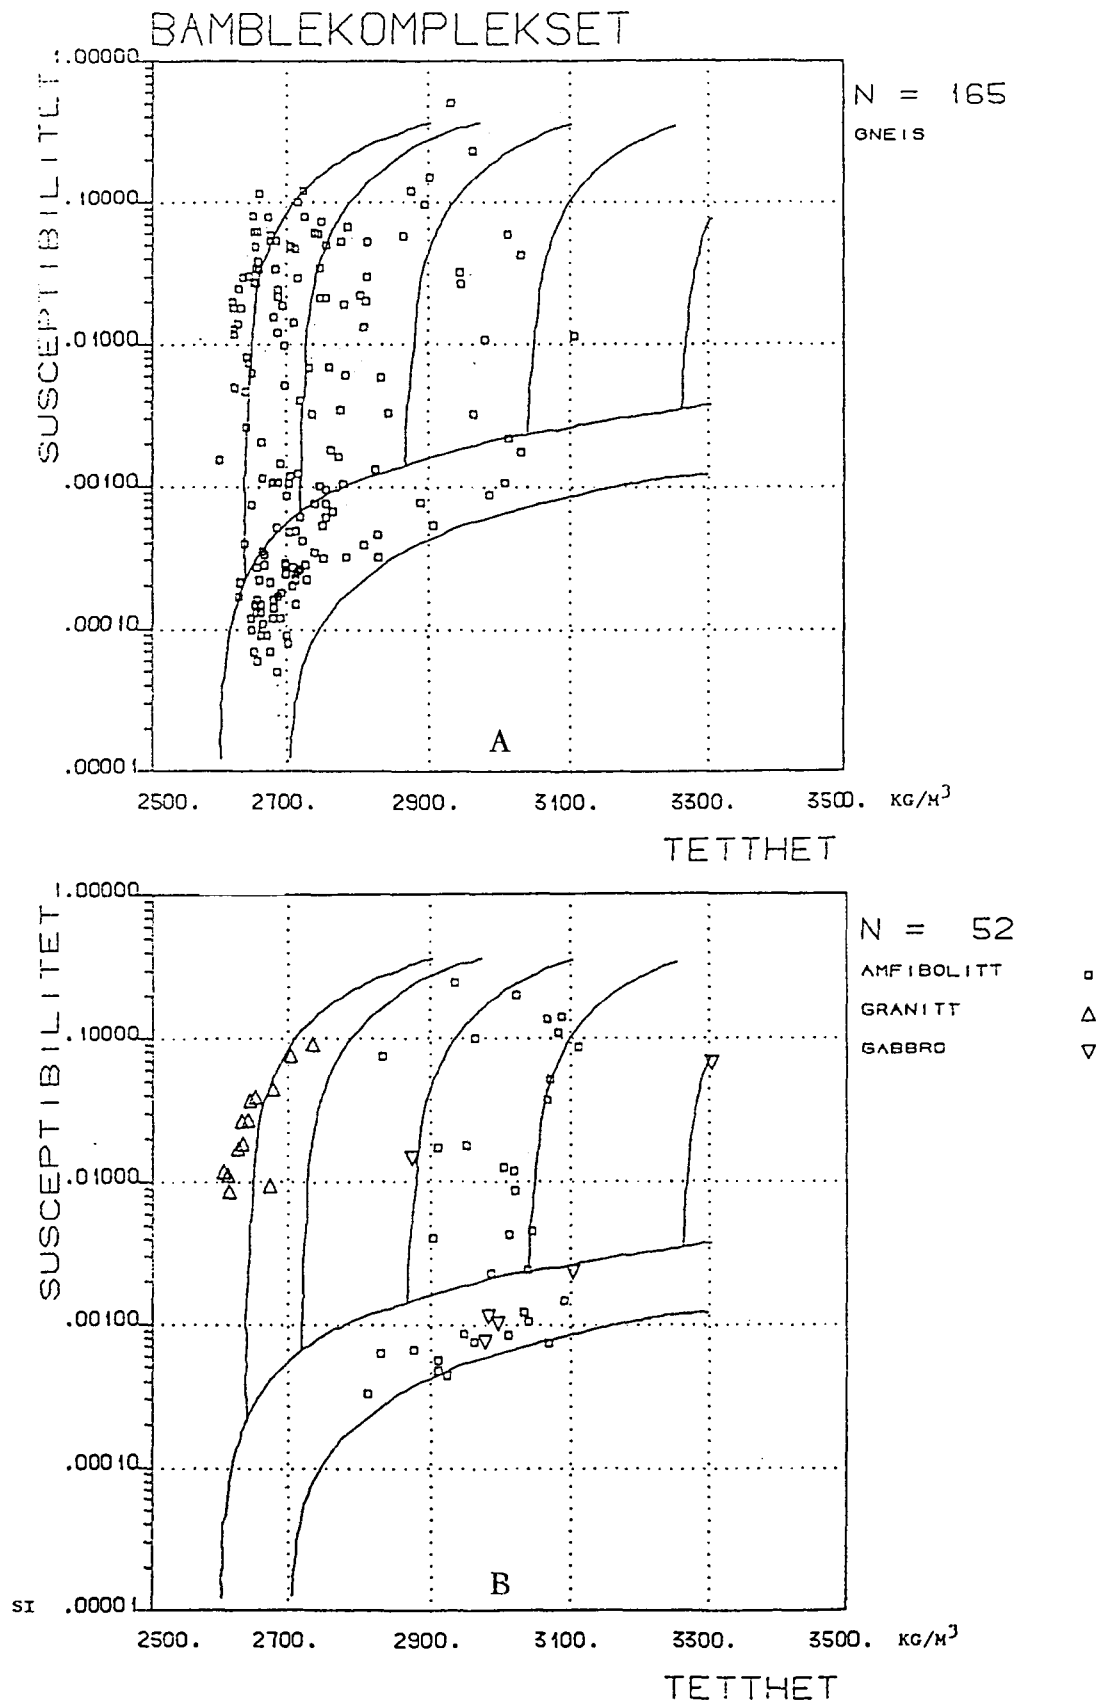 BAMBLEKOMPLEKSET
1.00000
.10000
.01000
.00100
.00010
.00001
SUSCEPTIBILITET
N = 165
GNEIS
A
2500. 2700. 2900. 3100. 3300. 3500. KG/M3
TETTHET
1.00000
.10000
.01000
.00100
.00010
SI .00001
SUSCEPTIBILITET
N = 52
AMFIBOLITT
GRANITT
GABBRO
B
2500. 2700. 2900. 3100. 3300. 3500. KG/M3
TETTHET